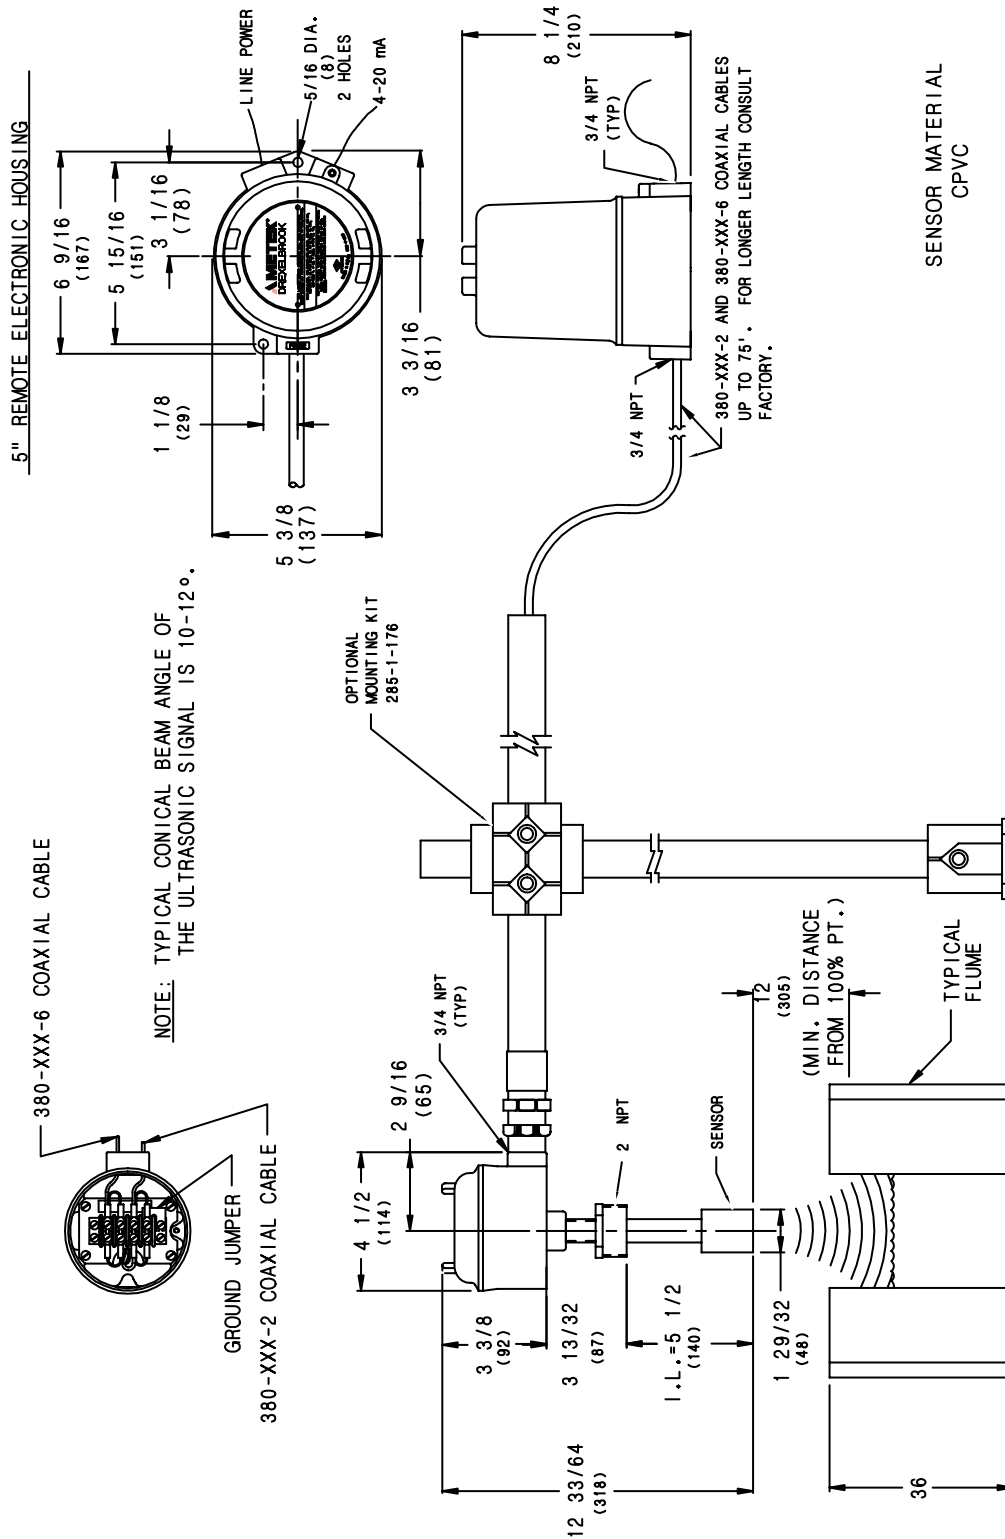 5" REMOTE ELECTRONIC HOUSING
6 9/16
(167)
5 15/16
(151)
3 1/16
(78)
LINE POWER
5/16 DIA.
(8)
2 HOLES
4-20 mA
AMETEK
DREXELBROOK
1 1/8
(29)
5 3/8
(137)
3 3/16
(81)
8 1/4
(210)
3/4 NPT
(TYP)
3/4 NPT
380-XXX-2 AND 380-XXX-6 COAXIAL CABLES
UP TO 75'. FOR LONGER LENGTH CONSULT
FACTORY.
SENSOR MATERIAL
CPVC
380-XXX-6 COAXIAL CABLE
GROUND JUMPER
380-XXX-2 COAXIAL CABLE
NOTE: TYPICAL CONICAL BEAM ANGLE OF
THE ULTRASONIC SIGNAL IS 10-12°.
OPTIONAL
MOUNTING KIT
285-1-176
3/4 NPT
(TYP)
2 9/16
(65)
4 1/2
(114)
3 3/8
(92)
3 13/32
(87)
2 NPT
SENSOR
I.L.=5 1/2
(140)
12 33/64
(318)
1 29/32
(48)
12
(305)
(MIN. DISTANCE
FROM 100% PT.)
TYPICAL
FLUME
36